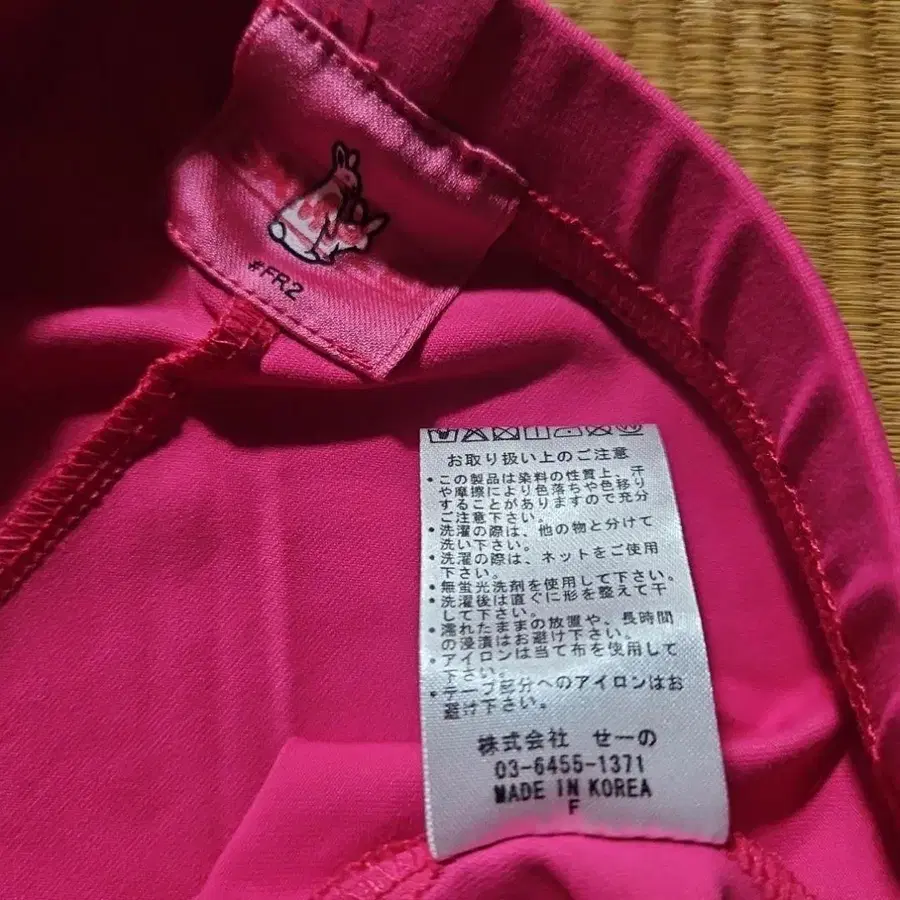 #FR2
お取り扱い上のご注意
・この製品は染料の性質上、汗
や摩擦により色落ちや色移り
することがありますので充分
ご注意下さい。
・洗濯の際は、他の物と分けて
洗い下さい。
・洗濯の際は、ネットをご使用
下さい。
・無蛍光洗剤を使用して下さい。
・洗濯後は直ぐに形を整えて干
して下さい。
・濡れたままの放置や、長時間
の浸漬はお避け下さい。
・アイロンは当て布を使用して
下さい。
・テープ部分へのアイロンはお
避け下さい。
株式会社 せーの
03-6455-1371
MADE IN KOREA
F